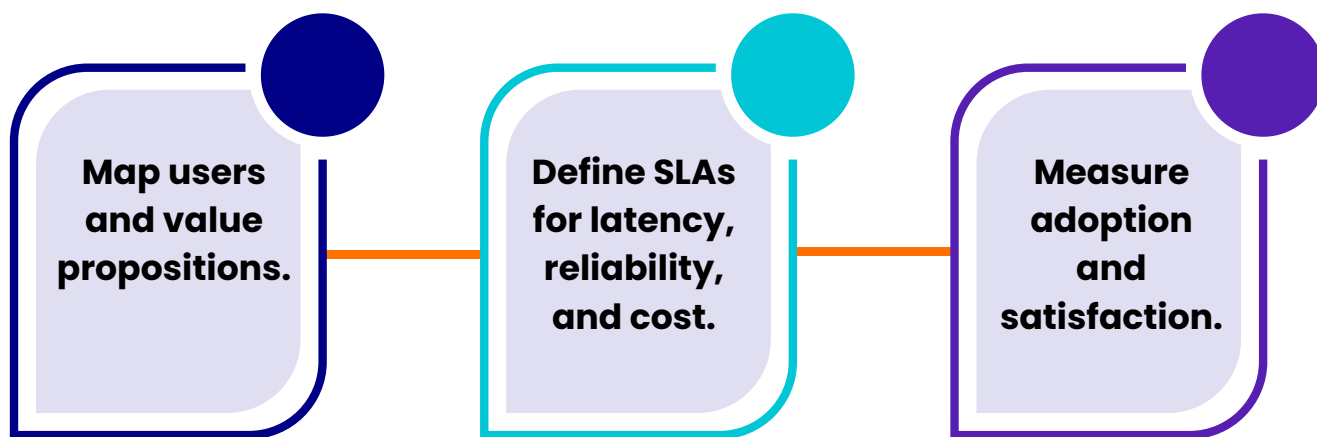 Map users
and value
propositions.
Define SLAs
for latency,
reliability,
and cost.
Measure
adoption
and
satisfaction.